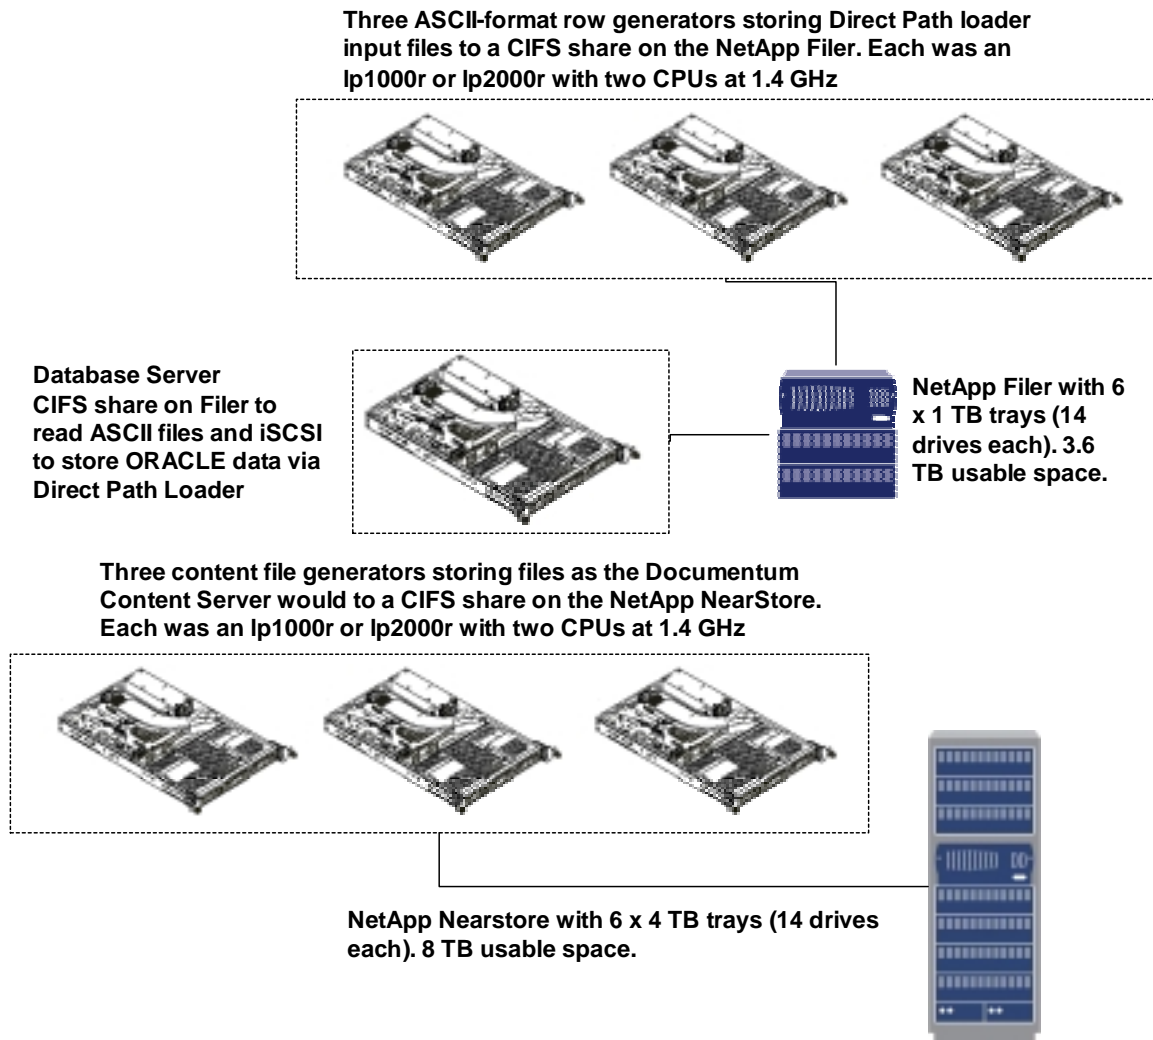 Three ASCII-format row generators storing Direct Path loader
input files to a CIFS share on the NetApp Filer. Each was an
lp1000r or lp2000r with two CPUs at 1.4 GHz
Database Server
CIFS share on Filer to
read ASCII files and iSCSI
to store ORACLE data via
Direct Path Loader
NetApp Filer with 6
x 1 TB trays (14
drives each). 3.6
TB usable space.
Three content file generators storing files as the Documentum
Content Server would to a CIFS share on the NetApp NearStore.
Each was an lp1000r or lp2000r with two CPUs at 1.4 GHz
NetApp Nearstore with 6 x 4 TB trays (14 drives
each). 8 TB usable space.